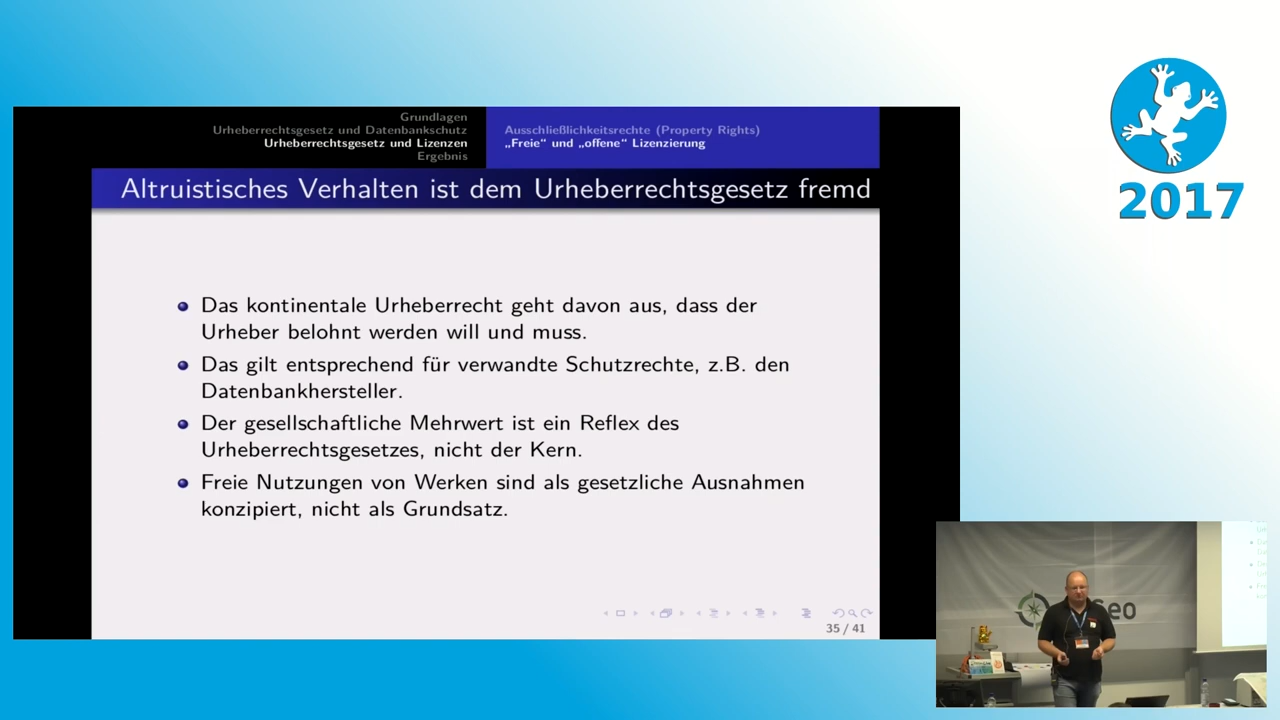 Grundlagen
Urheberrechtsgesetz und Datenbankschutz
Urheberrechtsgesetz und Lizenzen
Ergebnis
Ausschließlichkeitsrechte (Property Rights)
„Freie“ und „offene“ Lizenzierung
Altruistisches Verhalten ist dem Urheberrechtsgesetz fremd
Das kontinentale Urheberrecht geht davon aus, dass der
Urheber belohnt werden will und muss.
Das gilt entsprechend für verwandte Schutzrechte, z.B. den
Datenbankhersteller.
Der gesellschaftliche Mehrwert ist ein Reflex des
Urheberrechtsgesetzes, nicht der Kern.
Freie Nutzungen von Werken sind als gesetzliche Ausnahmen
konzipiert, nicht als Grundsatz.
35 / 41
2017